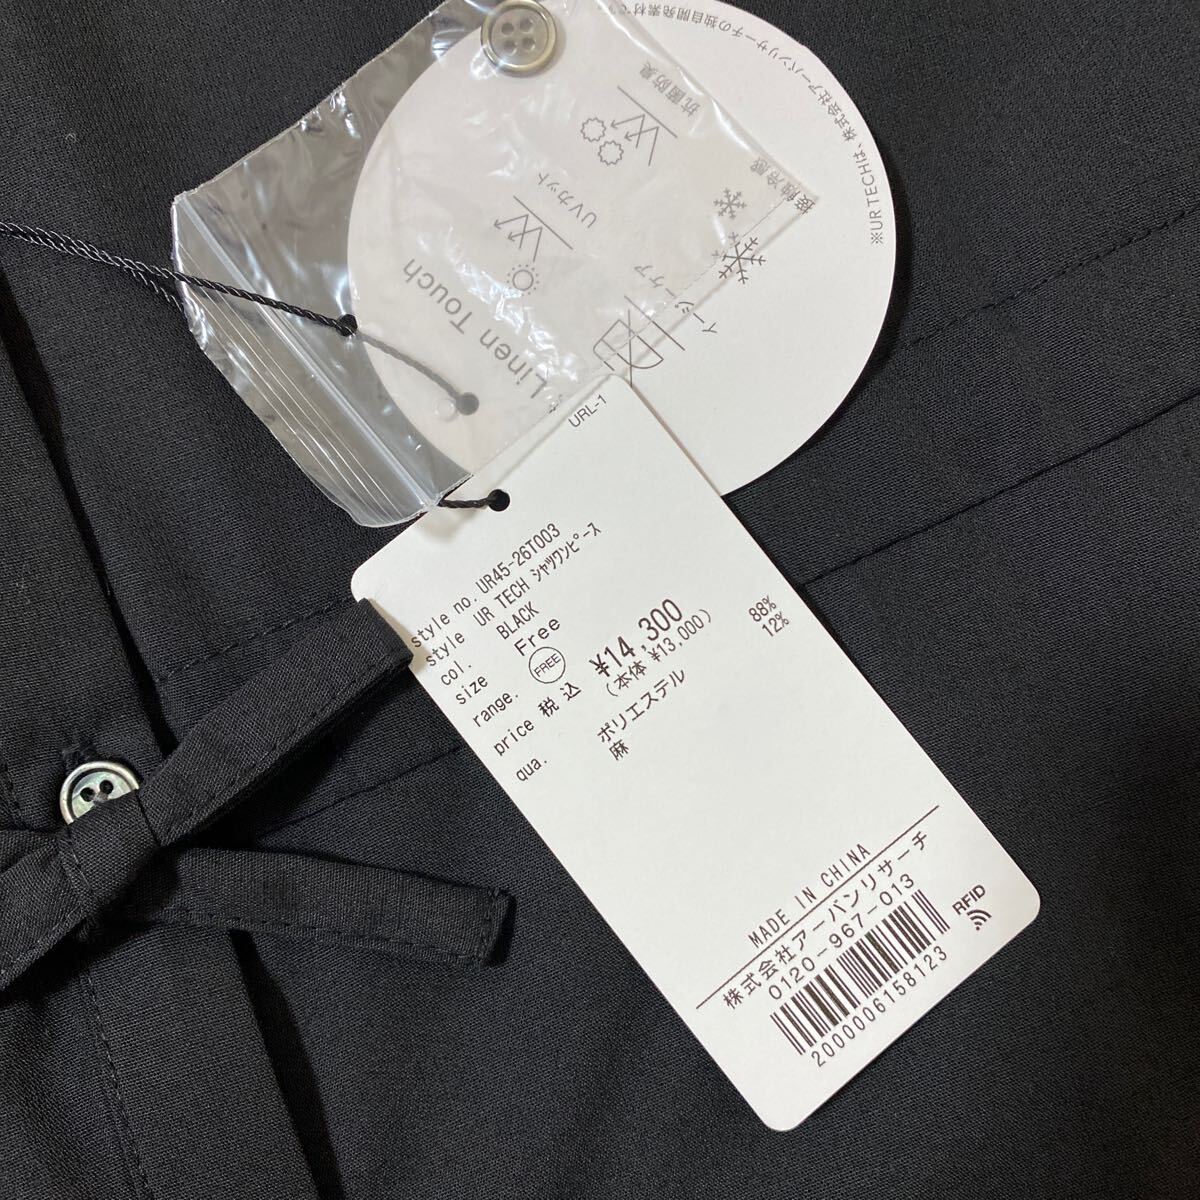 ※URTECHは、株式会社アーバンリサーチの独自開発素材です
抗菌防臭
接触冷感
UVカット
イージーケア
Linen Touch
URL-1
style no. UR45-26T003
style UR TECH シャツワンピース
col. BLACK
size Free
range. FREE
price 税込 ¥14,300
(本体 ¥13,000)
qua. ポリエステル 88%
麻 12%
MADE IN CHINA
株式会社アーバンリサーチ
0120-967-013
RFID
2000006158123